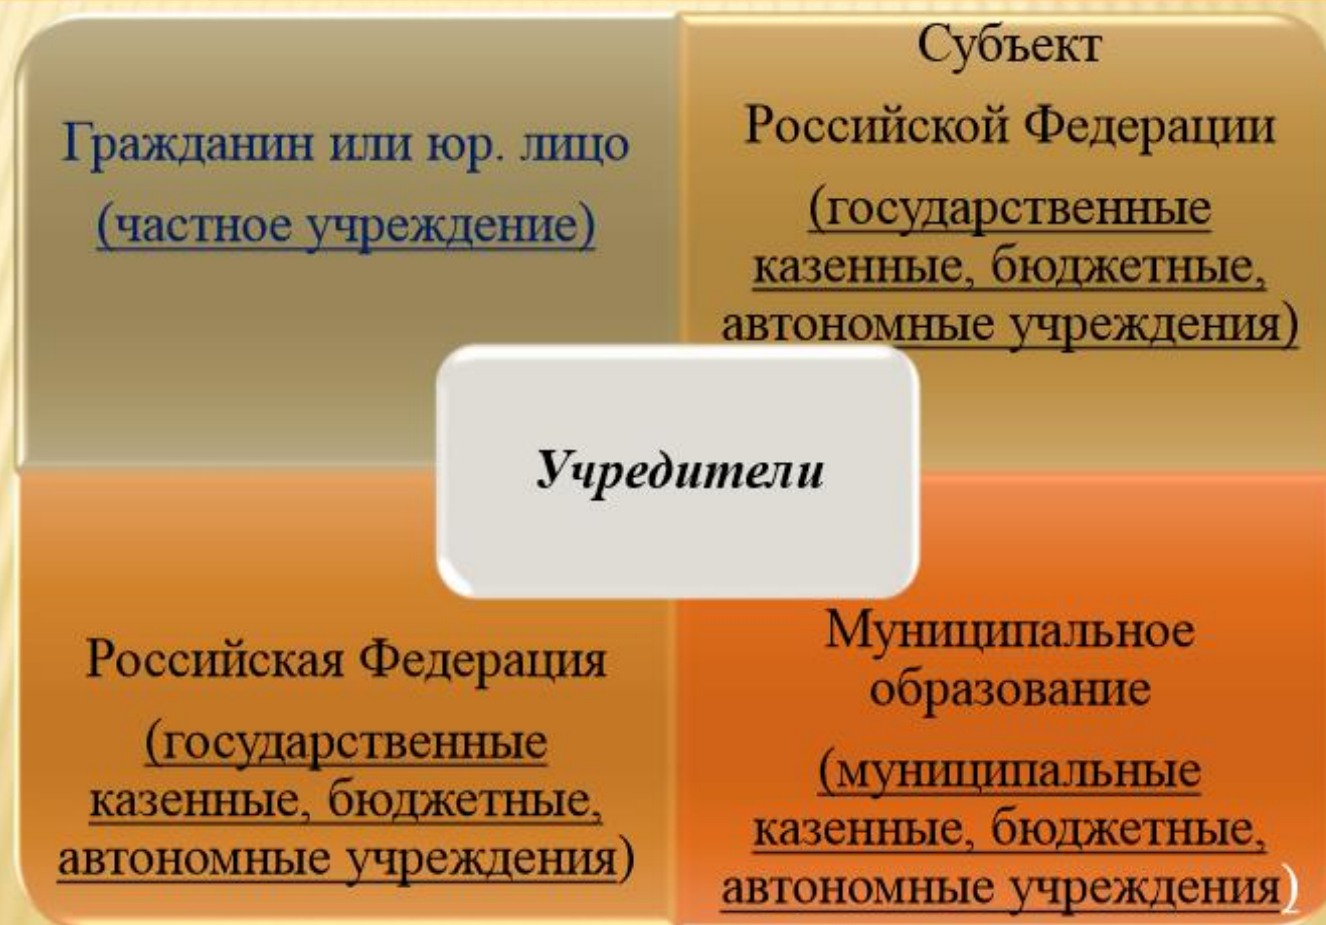 Гражданин или юр. лицо
(частное учреждение)
Субъект
Российской Федерации
(государственные
казенные, бюджетные,
автономные учреждения)
Учредители
Российская Федерация
(государственные
казенные, бюджетные,
автономные учреждения)
Муниципальное
образование
(муниципальные
казенные, бюджетные,
автономные учреждения)